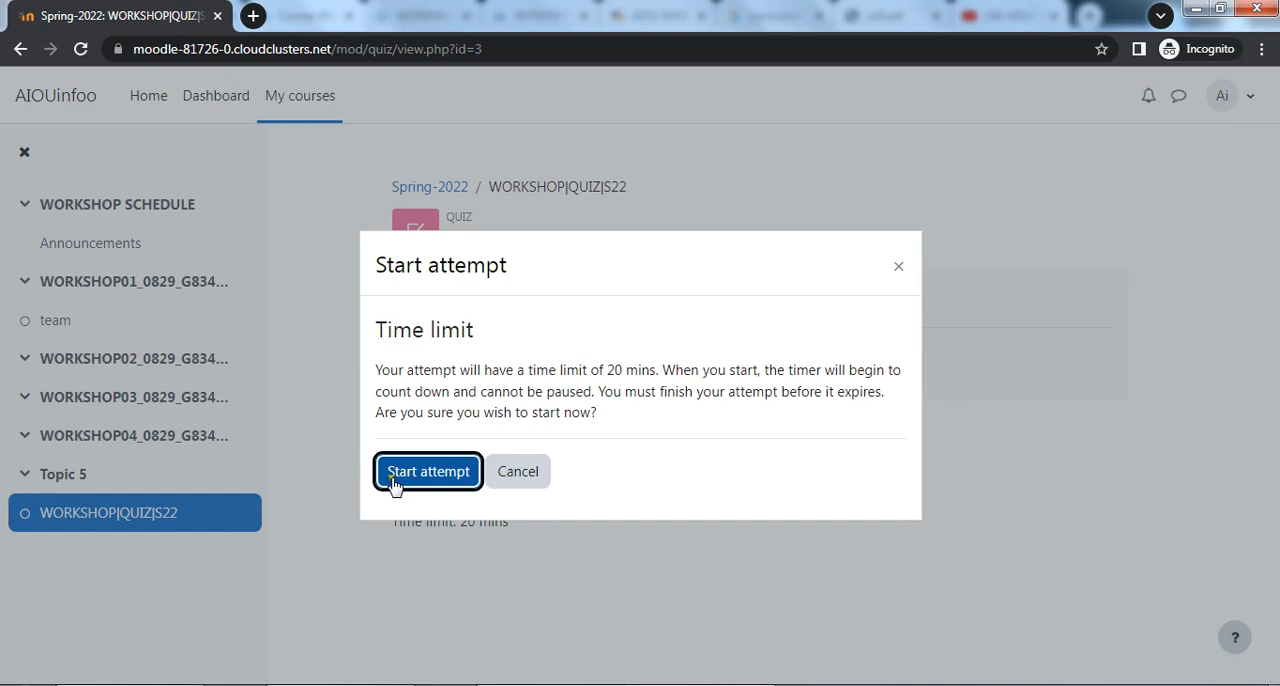 Spring-2022: WORKSHOP|QUIZ|S
moodle-81726-0.cloudclusters.net/mod/quiz/view.php?id=3
Incognito
AIOUinfoo
Home
Dashboard
My courses
Ai
WORKSHOP SCHEDULE
Announcements
WORKSHOP01_0829_G834...
team
WORKSHOP02_0829_G834...
WORKSHOP03_0829_G834...
WORKSHOP04_0829_G834...
Topic 5
WORKSHOP|QUIZ|S22
Spring-2022 / WORKSHOP|QUIZ|S22
QUIZ
Start attempt
Time limit
Your attempt will have a time limit of 20 mins. When you start, the timer will begin to
count down and cannot be paused. You must finish your attempt before it expires.
Are you sure you wish to start now?
Start attempt
Cancel
Time limit: 20 mins
?